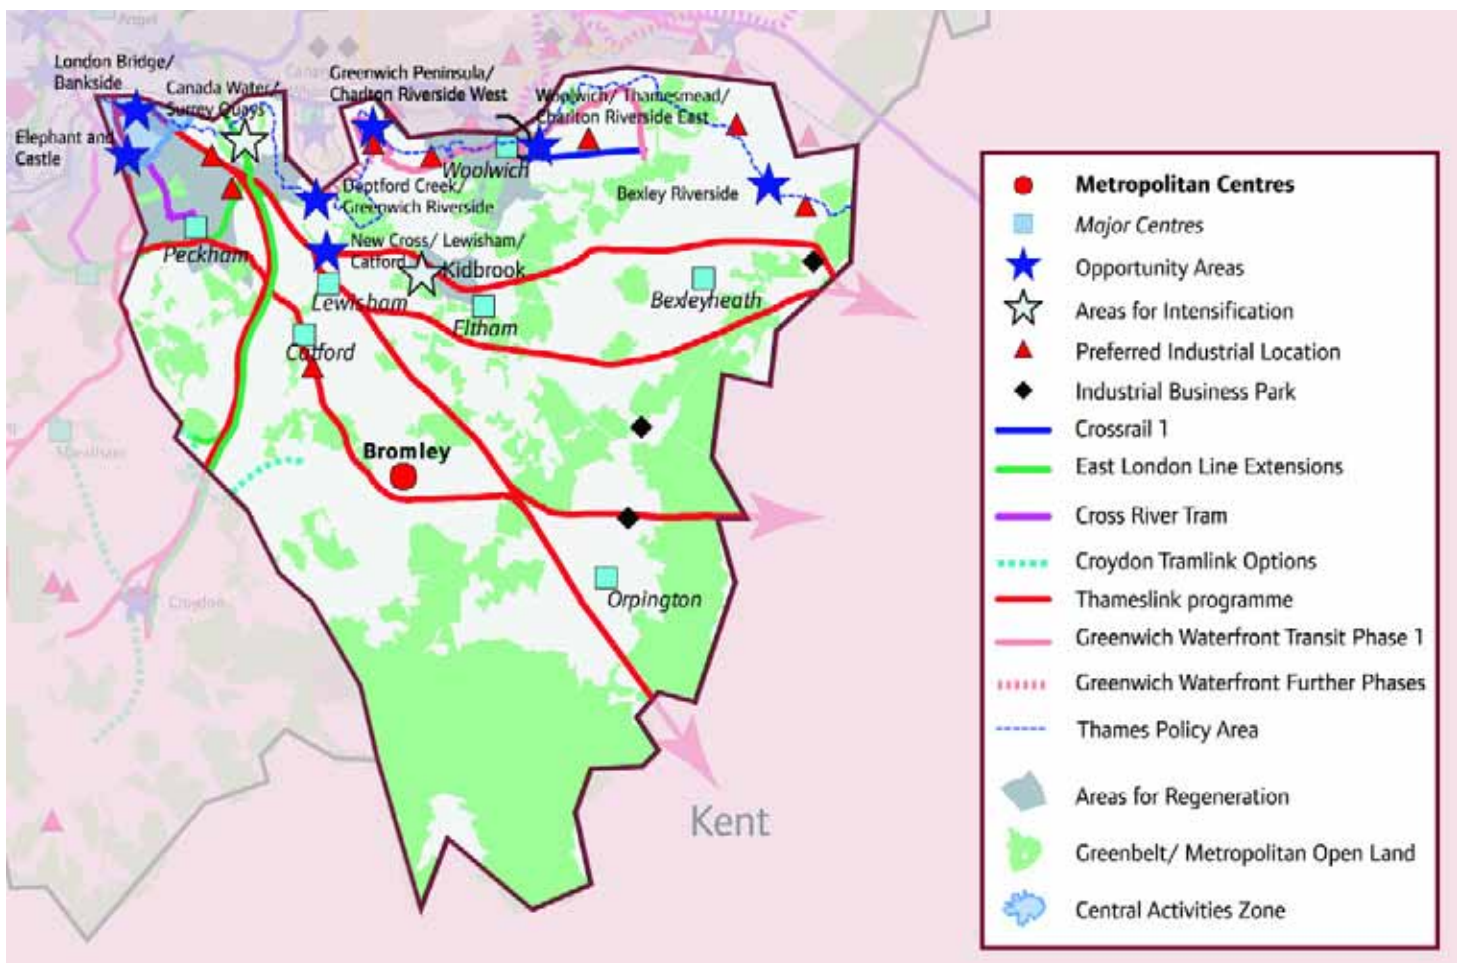 Angel
London Bridge/
Bankside
Canada Water/
Surrey Quays
Greenwich Peninsula/
Charlton Riverside West
Woolwich/ Thamesmead/
Charlton Riverside East
Elephant and
Castle
Woolwich
Deptford Creek/
Greenwich Riverside
Bexley Riverside
New Cross/ Lewisham/
Catford
Kidbrook
Peckham
Lewisham
Eltham
Bexleyheath
Catford
Bromley
Orpington
Croydon
Kent
Metropolitan Centres
Major Centres
Opportunity Areas
Areas for Intensification
Preferred Industrial Location
Industrial Business Park
Crossrail 1
East London Line Extensions
Cross River Tram
Croydon Tramlink Options
Thameslink programme
Greenwich Waterfront Transit Phase 1
Greenwich Waterfront Further Phases
Thames Policy Area
Areas for Regeneration
Greenbelt/ Metropolitan Open Land
Central Activities Zone